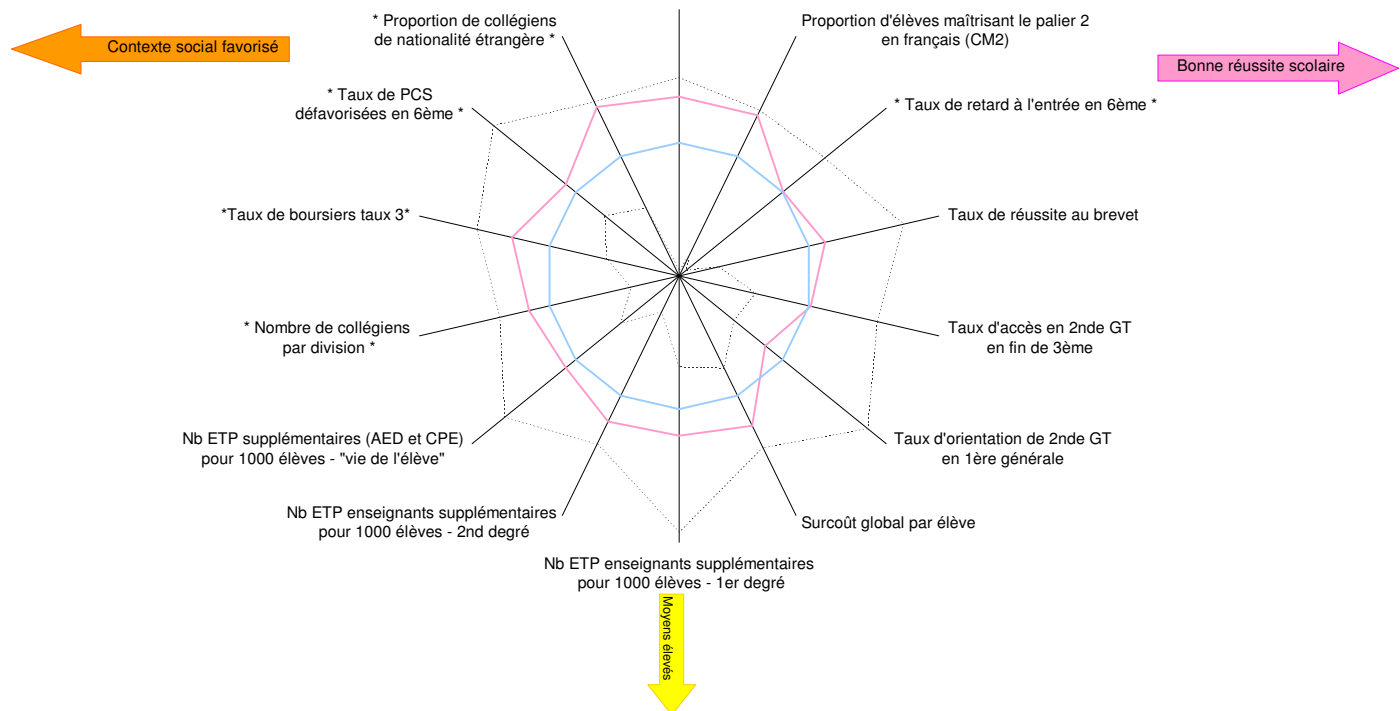 * Proportion de collégiens
de nationalité étrangère *
Proportion d'élèves maîtrisant le palier 2
en français (CM2)
Contexte social favorisé
Bonne réussite scolaire
* Taux de PCS
défavorisées en 6ème *
* Taux de retard à l'entrée en 6ème *
*Taux de boursiers taux 3*
Taux de réussite au brevet
* Nombre de collégiens
par division *
Taux d'accès en 2nde GT
en fin de 3ème
Nb ETP supplémentaires (AED et CPE)
pour 1000 élèves - "vie de l'élève"
Taux d'orientation de 2nde GT
en 1ère générale
Nb ETP enseignants supplémentaires
pour 1000 élèves - 2nd degré
Surcoût global par élève
Nb ETP enseignants supplémentaires
pour 1000 élèves - 1er degré
Moyens élevés